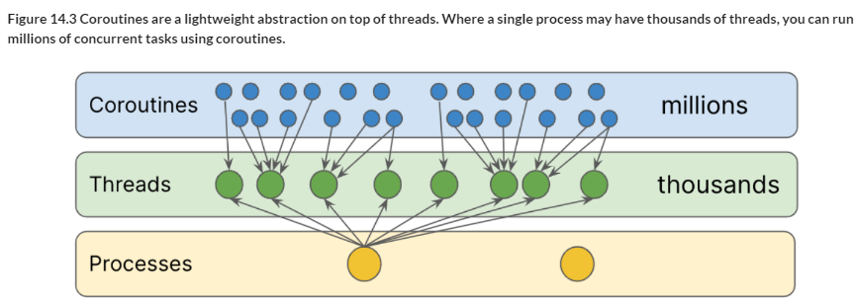 Figure 14.3 Coroutines are a lightweight abstraction on top of threads. Where a single process may have thousands of threads, you can run
millions of concurrent tasks using coroutines.
Coroutines millions
Threads thousands
Processes